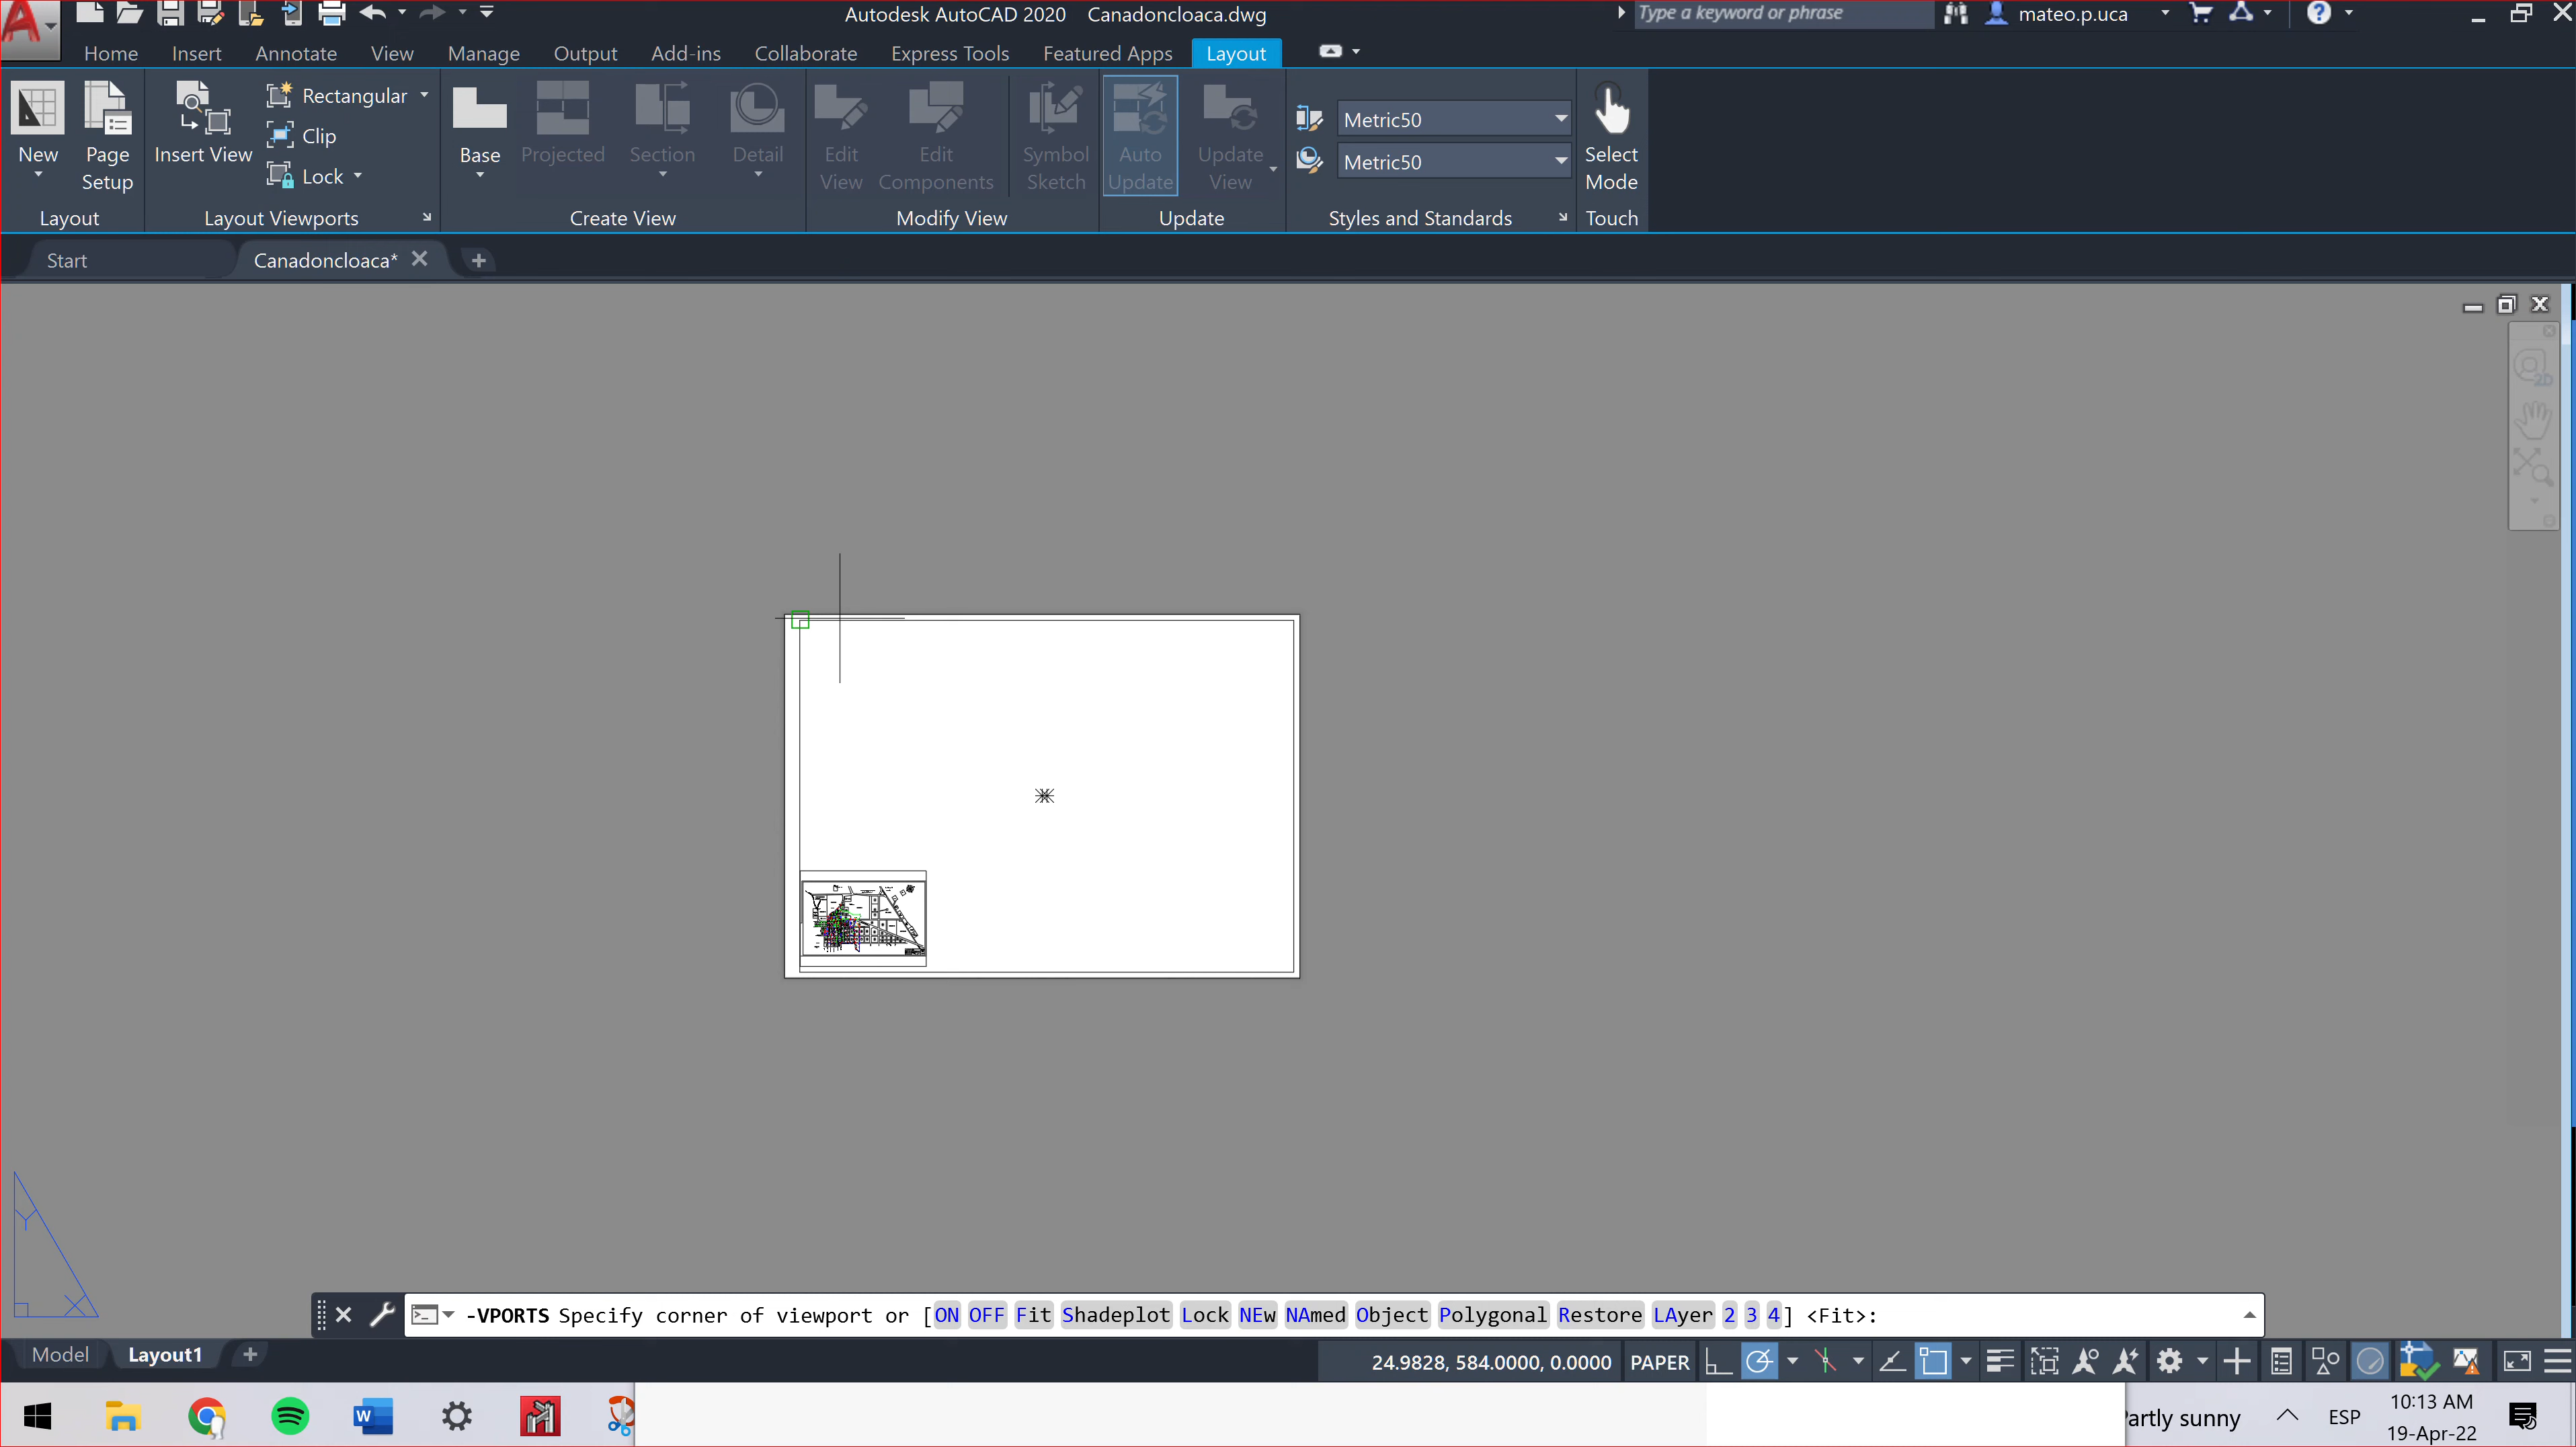 Autodesk AutoCAD 2020 Canadoncloaca.dwg
Type a keyword or phrase
mateo.p.uca
Home Insert Annotate View Manage Output Add-ins Collaborate Express Tools Featured Apps Layout
New
Page Setup
Insert View
Rectangular
Clip
Lock
Base
Projected
Section
Detail
Edit View
Edit Components
Symbol Sketch
Auto Update
Update View
Metric50
Metric50
Select Mode
Layout
Layout Viewports
Create View
Modify View
Update
Styles and Standards
Touch
Start
Canadoncloaca*
2D
Y
X
-VPORTS Specify corner of viewport or [ON OFF Fit Shadeplot Lock NEw NAmed Object Polygonal Restore LAyer 2 3 4] <Fit>:
Model Layout1
24.9828, 584.0000, 0.0000 PAPER
artly sunny
ESP
10:13 AM
19-Apr-22